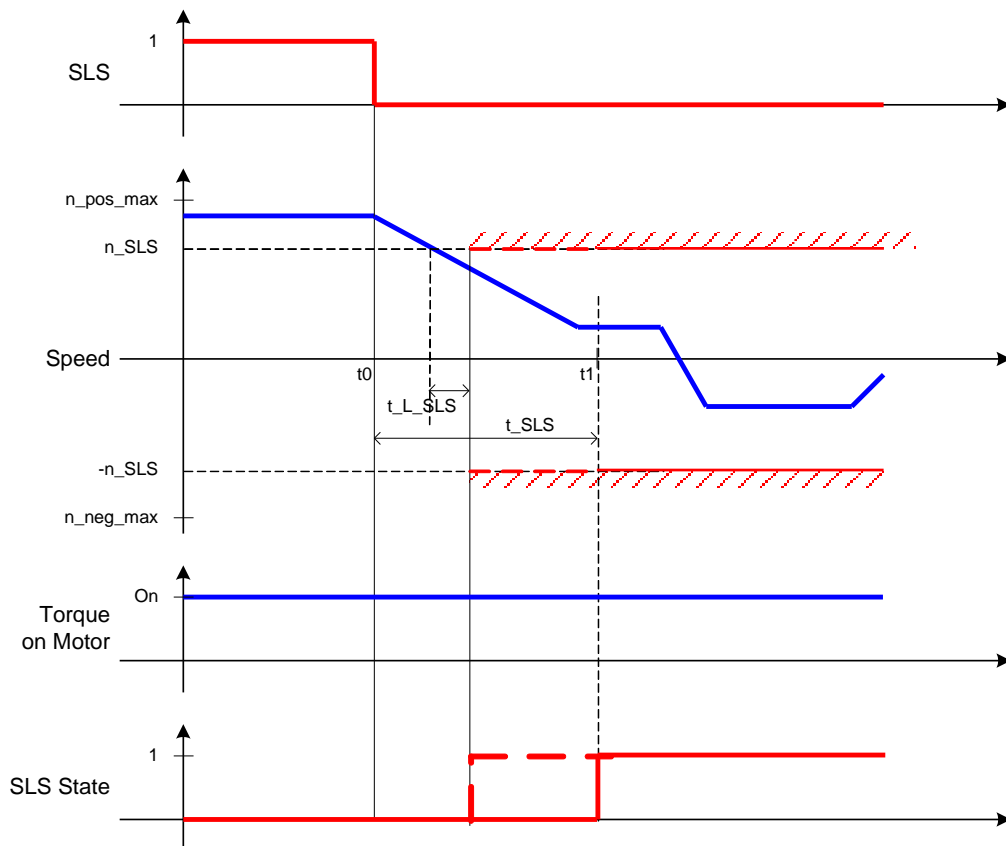 1
SLS
n_pos_max
n_SLS
Speed
t0
t1
t_L_SLS
t_SLS
-n_SLS
n_neg_max
On
Torque
on Motor
1
SLS State